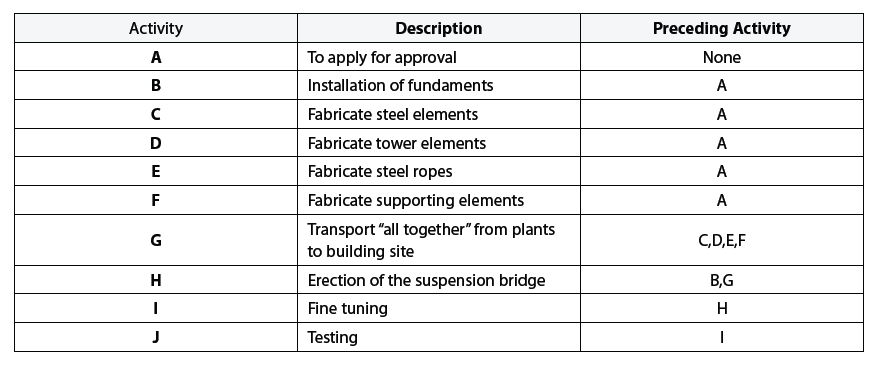 Activity Description Preceding Activity
A To apply for approval None
B Installation of fundaments A
C Fabricate steel elements A
D Fabricate tower elements A
E Fabricate steel ropes A
F Fabricate supporting elements A
G Transport “all together” from plants
to building site C,D,E,F
H Erection of the suspension bridge B,G
I Fine tuning H
J Testing I